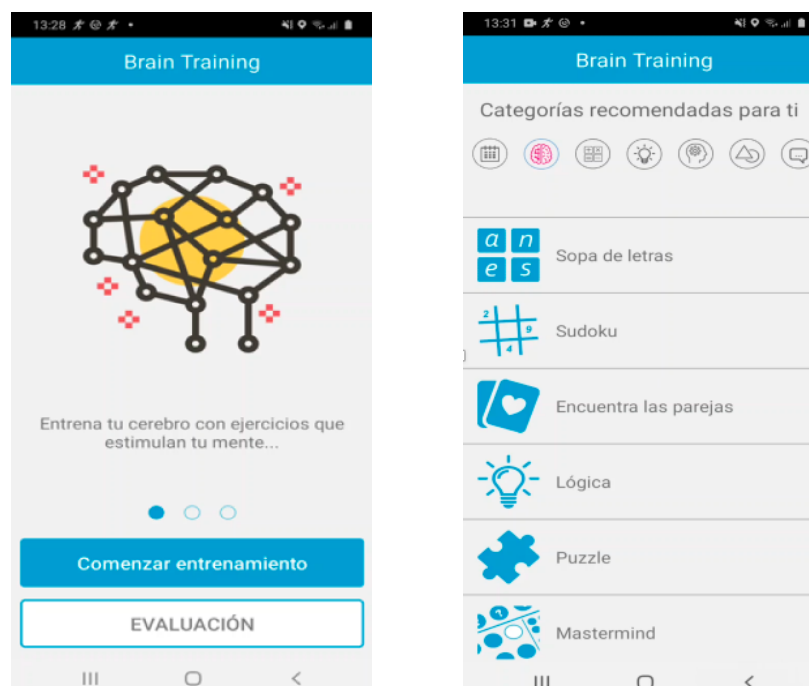 13:28
Brain Training
Entrena tu cerebro con ejercicios que
estimulan tu mente...
Comenzar entrenamiento
EVALUACIÓN
13:31
Brain Training
Categorías recomendadas para ti
a n
e s
Sopa de letras
2
9
4
Sudoku
Encuentra las parejas
Lógica
Puzzle
Mastermind